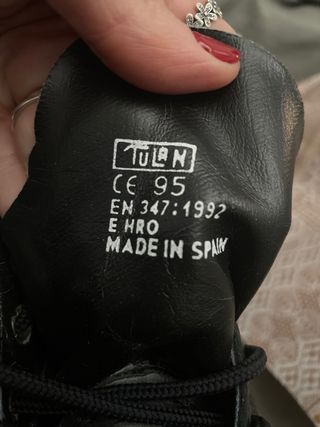 TULAN
CE 95
EN 347:1992
E HRO
MADE IN SPAIN